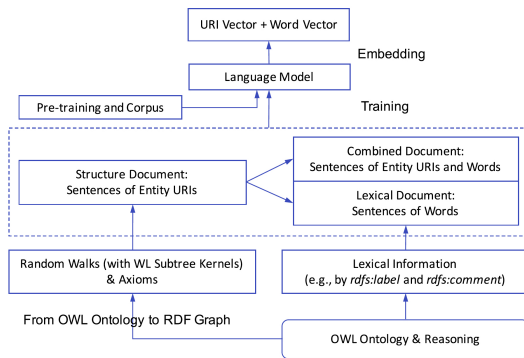 URI Vector + Word Vector
Embedding
Language Model
Pre-training and Corpus
Training
Structure Document:
Sentences of Entity URIs
Combined Document:
Sentences of Entity URIs and Words
Lexical Document:
Sentences of Words
Random Walks (with WL Subtree Kernels)
& Axioms
Lexical Information
(e.g., by rdfs:label and rdfs:comment)
From OWL Ontology to RDF Graph
OWL Ontology & Reasoning